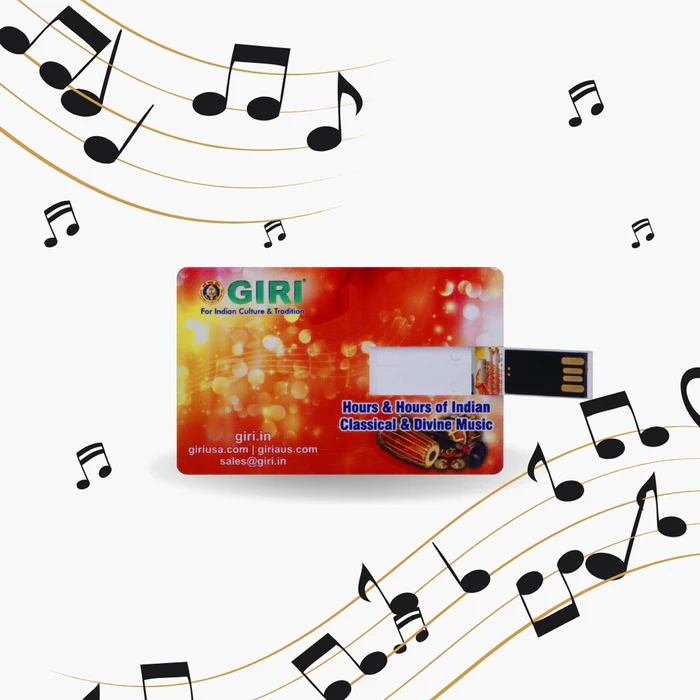 GIRI
For Indian Culture & Tradition
Hours & Hours of Indian
Classical & Divine Music
giri.in
giriusa.com | giriaus.com
sales@giri.in